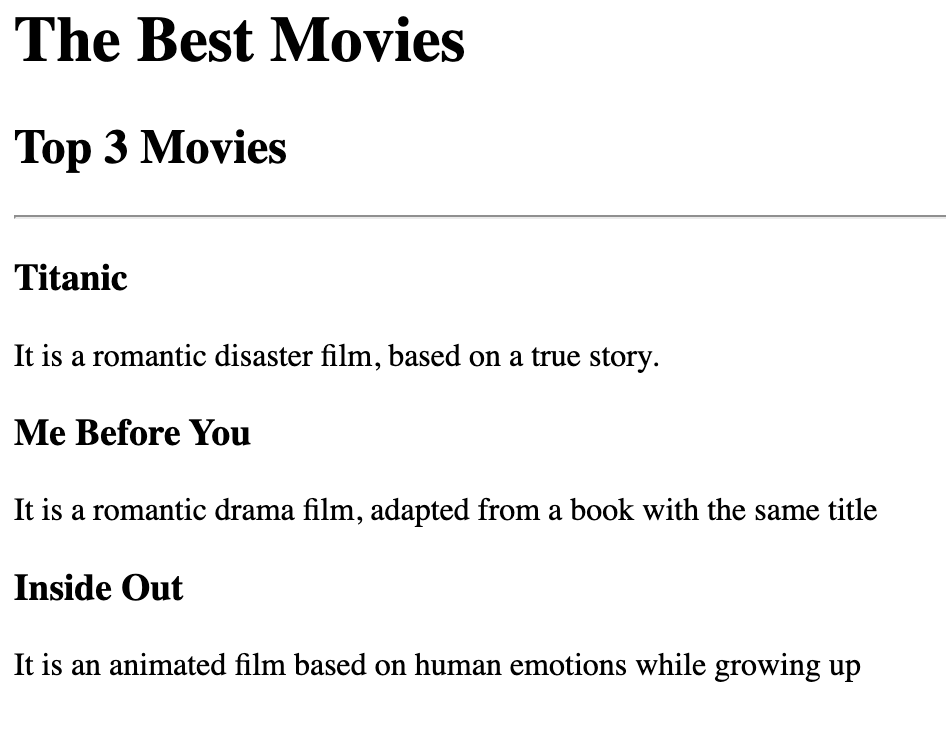 The Best Movies
Top 3 Movies
Titanic
It is a romantic disaster film, based on a true story.
Me Before You
It is a romantic drama film, adapted from a book with the same title
Inside Out
It is an animated film based on human emotions while growing up